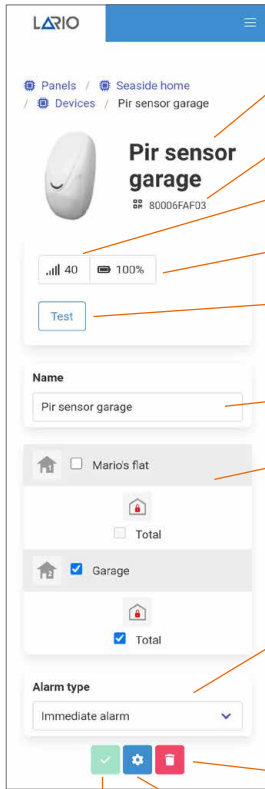 LARIO
Panels / Seaside home
/ Devices / Pir sensor garage
Pir sensor
garage
80006FAF03
40 100%
Test
Name
Pir sensor garage
Mario's flat
Total
Garage
Total
Alarm type
Immediate alarm